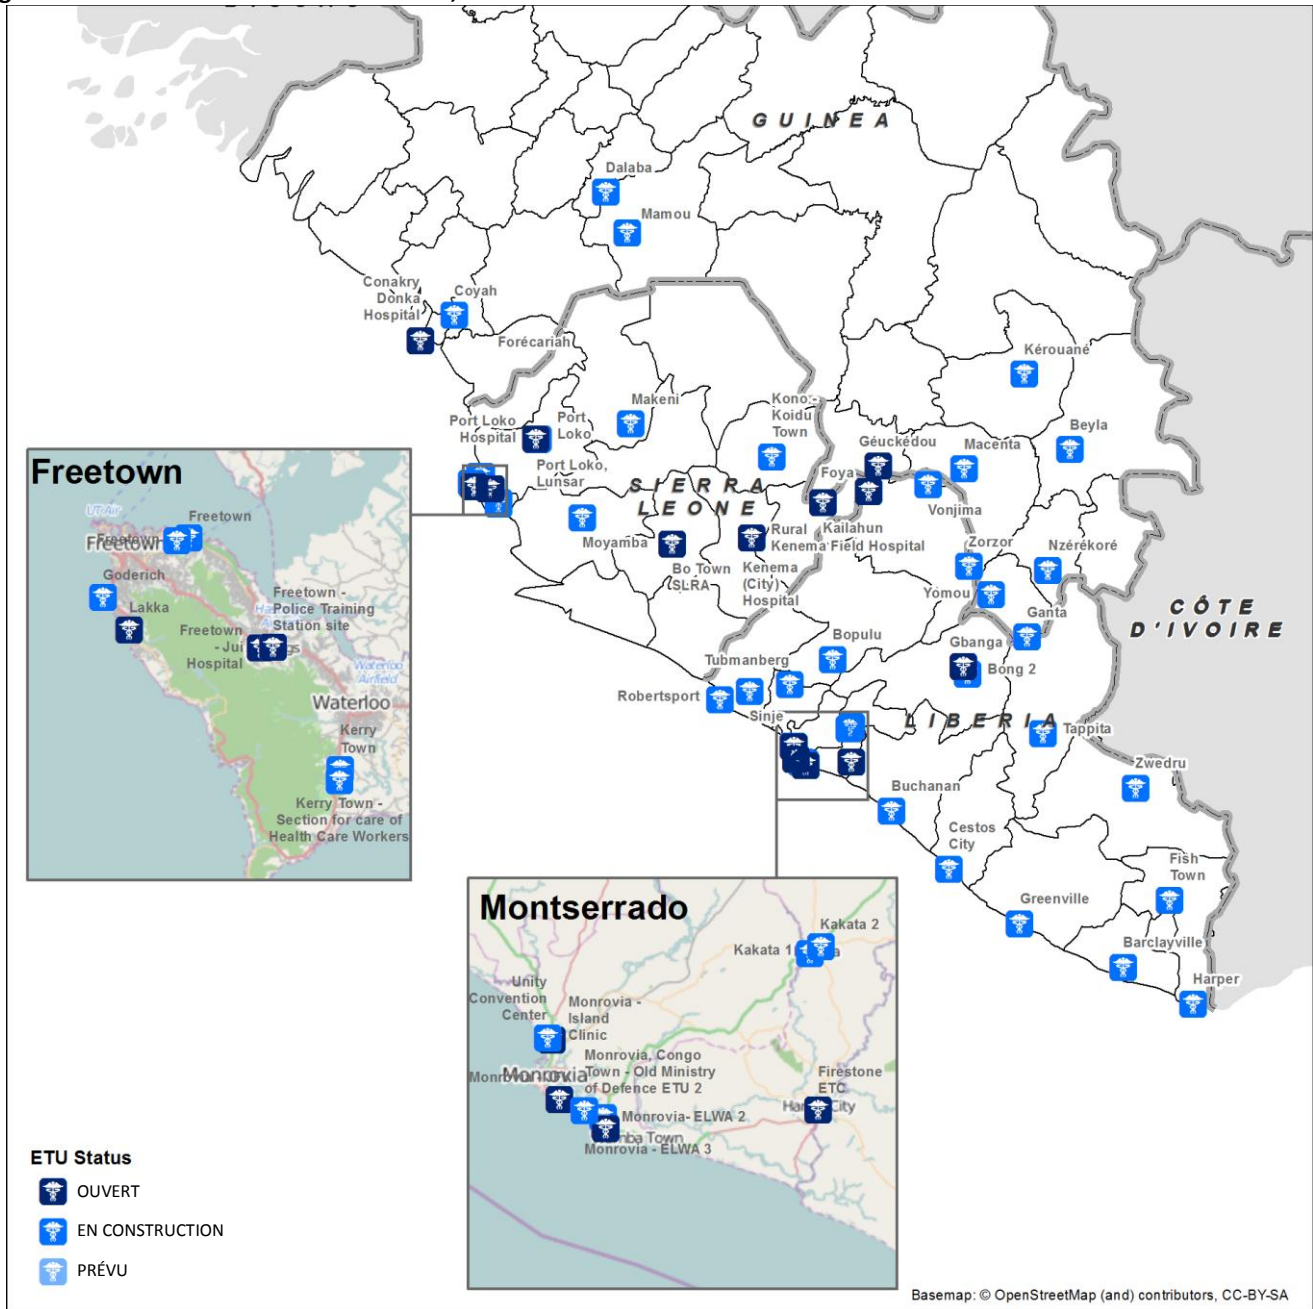 GUINEA
Dalaba
Mamou
Conakry
Donka
Hospital
Coyah
Forécariah
Kérouané
Makeni
Kono -
Koidu
Town
Port Loko
Hospital
Port
Loko
Géuckédou
Macenta
Beyla
Port Loko,
Lunsar
Foya
SIERRA
LEONE
Vonjima
Moyamba
Rural
Kenema Field Hospital
Kailahun
Bo Town
SLRA
Kenema
(City)
Hospital
Zorzor
Nzérékoré
Yomou
Ganta
CÔTE
D'IVOIRE
Bopulu
Gbanga
Bong 2
Tubmanberg
Robertsport
Sinje
LIBERIA
Tappita
Zwedru
Buchanan
Cestos
City
Fish
Town
Greenville
Barclayville
Harper
Freetown
Freetown
Freetown
Goderich
Lakka
Freetown -
Police Training
Station site
Freetown
- Jui
Hospital
Waterloo
Airfield
Waterloo
Kerry
Town
Kerry Town -
Section for care of
Health Care Workers
Montserrado
Kakata 2
Kakata 1
Unity
Convention
Center
Monrovia -
Island
Clinic
Monrovia, Congo
Town - Old Ministry
of Defence ETU 2
Monrovia
Firestone
ETC
Monrovia- ELWA 2
Monrovia - ELWA 3
ETU Status
OUVERT
EN CONSTRUCTION
PRÉVU
Basemap: © OpenStreetMap (and) contributors, CC-BY-SA